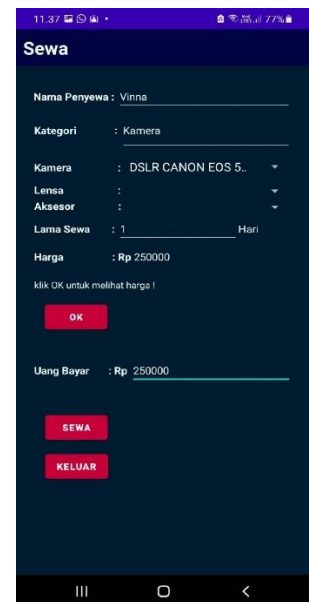 11.37 77%
Sewa
Nama Penyewa : Vinna
Kategori : Kamera
Kamera : DSLR CANON EOS 5..
Lensa :
Aksesor :
Lama Sewa : 1 Hari
Harga : Rp 250000
klik OK untuk melihat harga !
OK
Uang Bayar : Rp 250000
SEWA
KELUAR